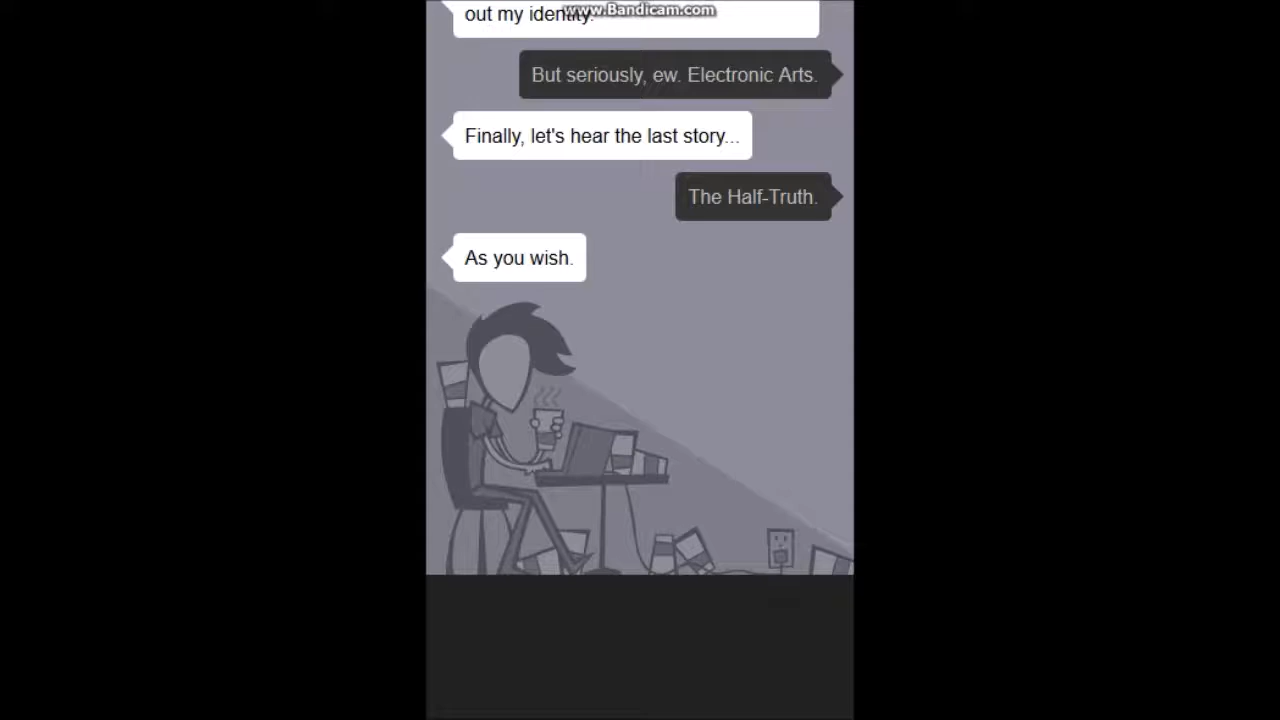 www.Bandicam.com
out my identity.
But seriously, ew. Electronic Arts.
Finally, let's hear the last story...
The Half-Truth.
As you wish.